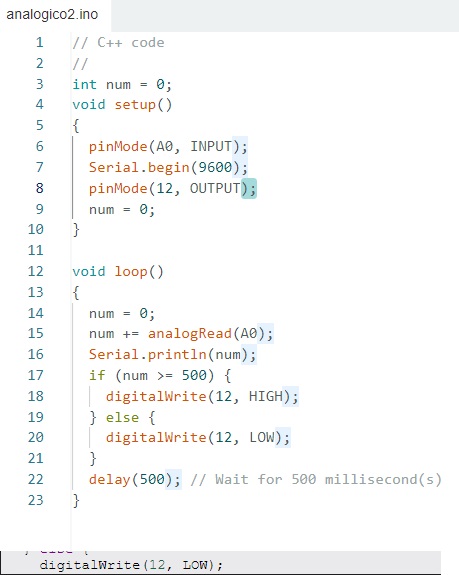 analogico2.ino
1 // C++ code
2 //
3 int num = 0;
4 void setup()
5 {
6 pinMode(A0, INPUT);
7 Serial.begin(9600);
8 pinMode(12, OUTPUT);
9 num = 0;
10 }
11
12 void loop()
13 {
14 num = 0;
15 num += analogRead(A0);
16 Serial.println(num);
17 if (num >= 500) {
18 digitalWrite(12, HIGH);
19 } else {
20 digitalWrite(12, LOW);
21 }
22 delay(500); // Wait for 500 millisecond(s)
23 }
} else {
digitalWrite(12, LOW);